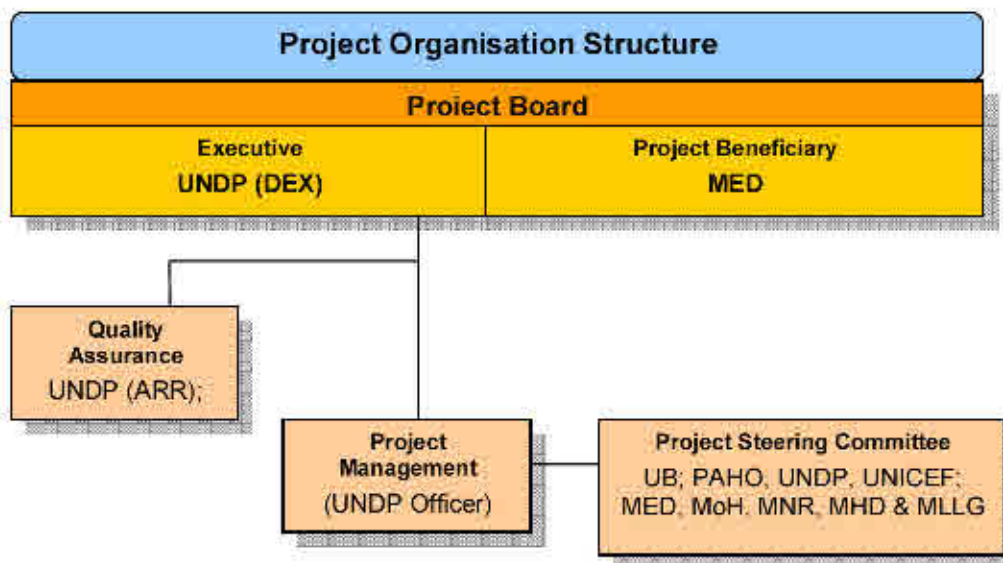 Project Organisation Structure
Project Board
Executive
UNDP (DEX)
Project Beneficiary
MED
Quality
Assurance
UNDP (ARR);
Project
Management
(UNDP Officer)
Project Steering Committee
UB; PAHO, UNDP, UNICEF;
MED, MoH. MNR, MHD & MLLG